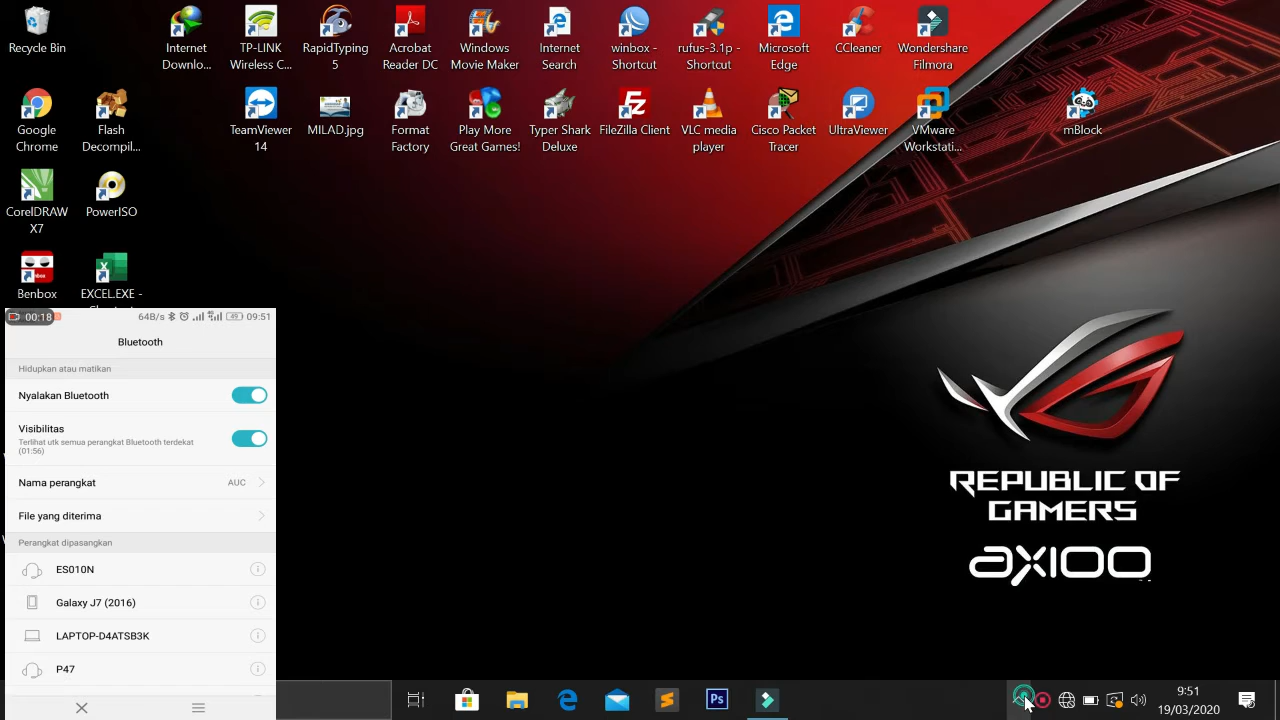 Recycle Bin
Internet
Downlo...
TP-LINK
Wireless C...
RapidTyping
5
Acrobat
Reader DC
Windows
Movie Maker
Internet
Search
winbox -
Shortcut
rufus-3.1p -
Shortcut
Microsoft
Edge
CCleaner
Wondershare
Filmora
Google
Chrome
Flash
Decompil...
TeamViewer
14
MILAD.jpg
Format
Factory
Play More
Great Games!
Typer Shark
Deluxe
FileZilla Client
VLC media
player
Cisco Packet
Tracer
UltraViewer
VMware
Workstati...
mBlock
CorelDRAW
X7
PowerISO
Benbox
EXCEL.EXE -
00:18
64B/s 4G 49 09:51
Bluetooth
Hidupkan atau matikan
Nyalakan Bluetooth
Visibilitas
Terlihat utk semua perangkat Bluetooth terdekat
(01:56)
Nama perangkat AUC
File yang diterima
Perangkat dipasangkan
ES010N
Galaxy J7 (2016)
LAPTOP-D4ATSB3K
P47
REPUBLIC OF
GAMERS
axioo
Ps
9:51
19/03/2020